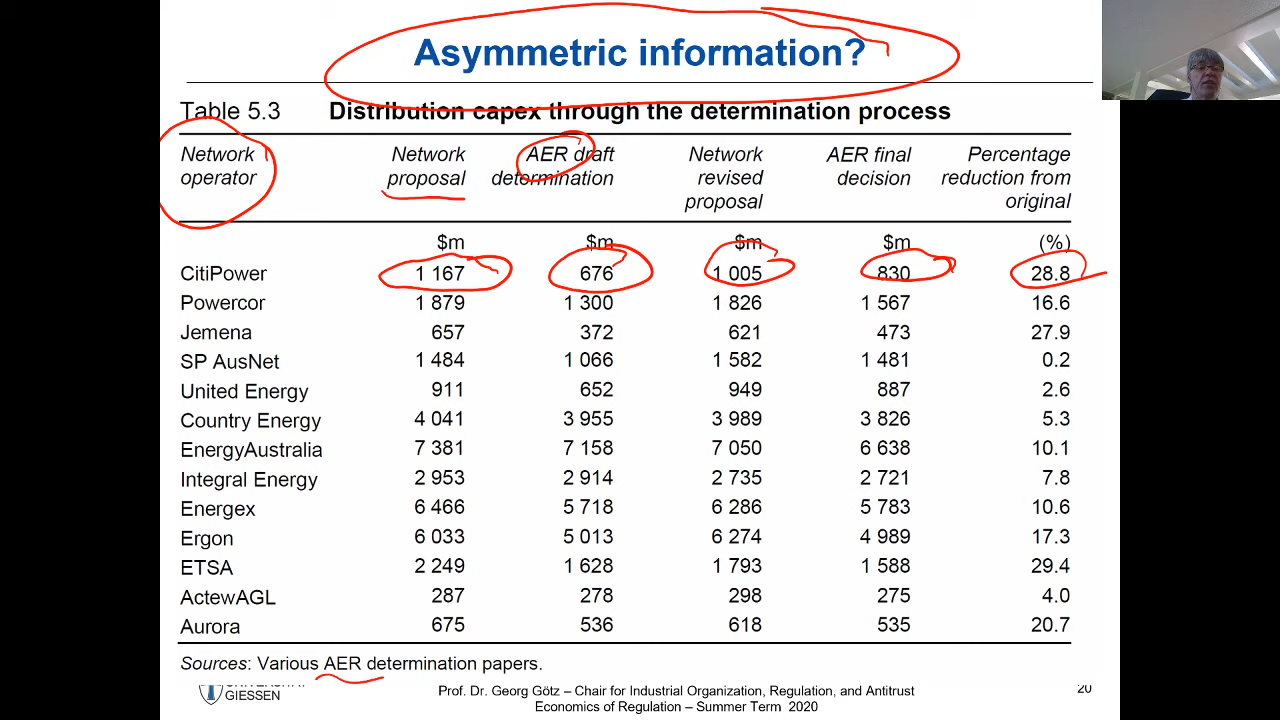 Asymmetric information?
Table 5.3 Distribution capex through the determination process
Network operator Network proposal AER draft determination Network revised proposal AER final decision Percentage reduction from original
$m $m $m $m (%)
CitiPower 1 167 676 1 005 830 28.8
Powercor 1 879 1 300 1 826 1 567 16.6
Jemena 657 372 621 473 27.9
SP AusNet 1 484 1 066 1 582 1 481 0.2
United Energy 911 652 949 887 2.6
Country Energy 4 041 3 955 3 989 3 826 5.3
EnergyAustralia 7 381 7 158 7 050 6 638 10.1
Integral Energy 2 953 2 914 2 735 2 721 7.8
Energex 6 466 5 718 6 286 5 783 10.6
Ergon 6 033 5 013 6 274 4 989 17.3
ETSA 2 249 1 628 1 793 1 588 29.4
ActewAGL 287 278 298 275 4.0
Aurora 675 536 618 535 20.7
Sources: Various AER determination papers.
GIESSEN
Prof. Dr. Georg Götz – Chair for Industrial Organization, Regulation, and Antitrust
Economics of Regulation – Summer Term 2020
20